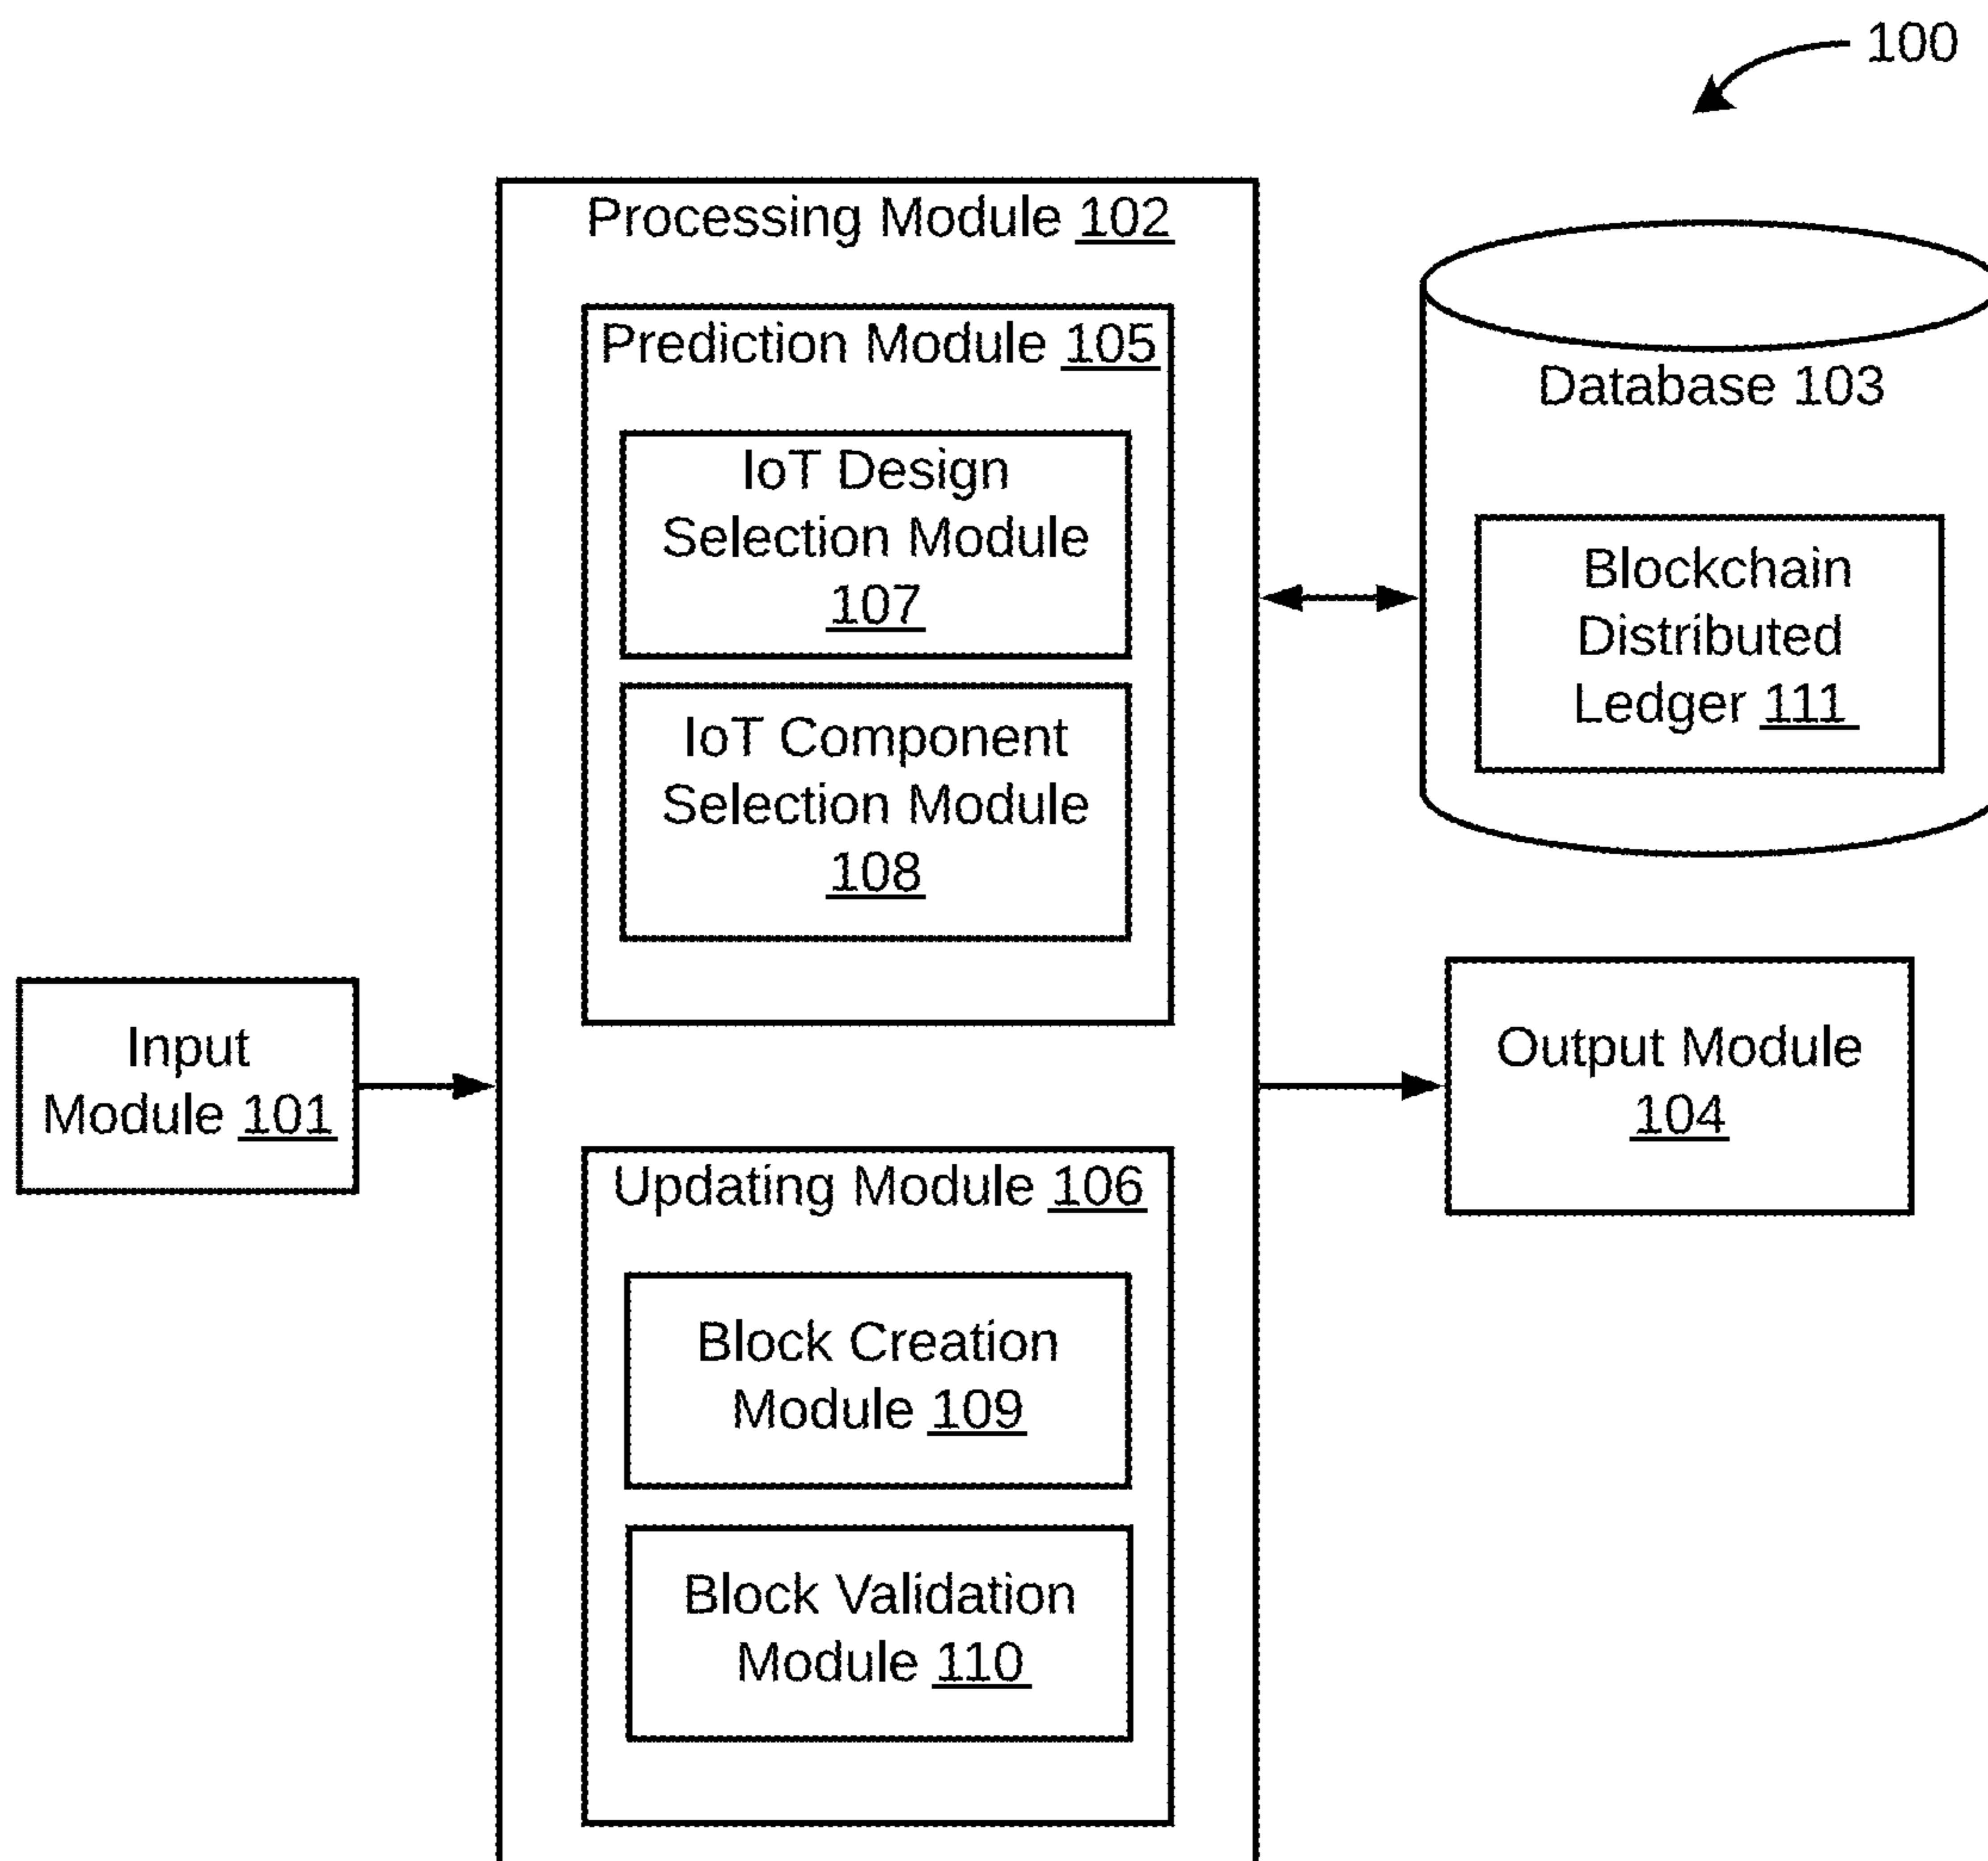 100
Processing Module 102
Prediction Module 105
IoT Design
Selection Module
107
IoT Component
Selection Module
108
Database 103
Blockchain
Distributed
Ledger 111
Input
Module 101
Output Module
104
Updating Module 106
Block Creation
Module 109
Block Validation
Module 110